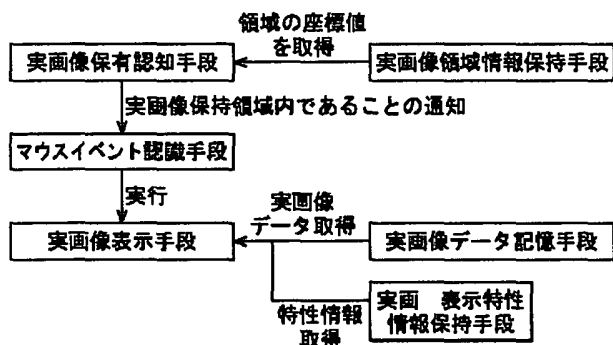 領域の座標値
を取得
実画像保有認知手段
実画像領域情報保持手段
実画像保持領域内であることの通知
マウスイベント認識手段
実行
実画像
データ取得
実画像表示手段
実画像データ記憶手段
特性情報
取得
実画 表示特性
情報保持手段